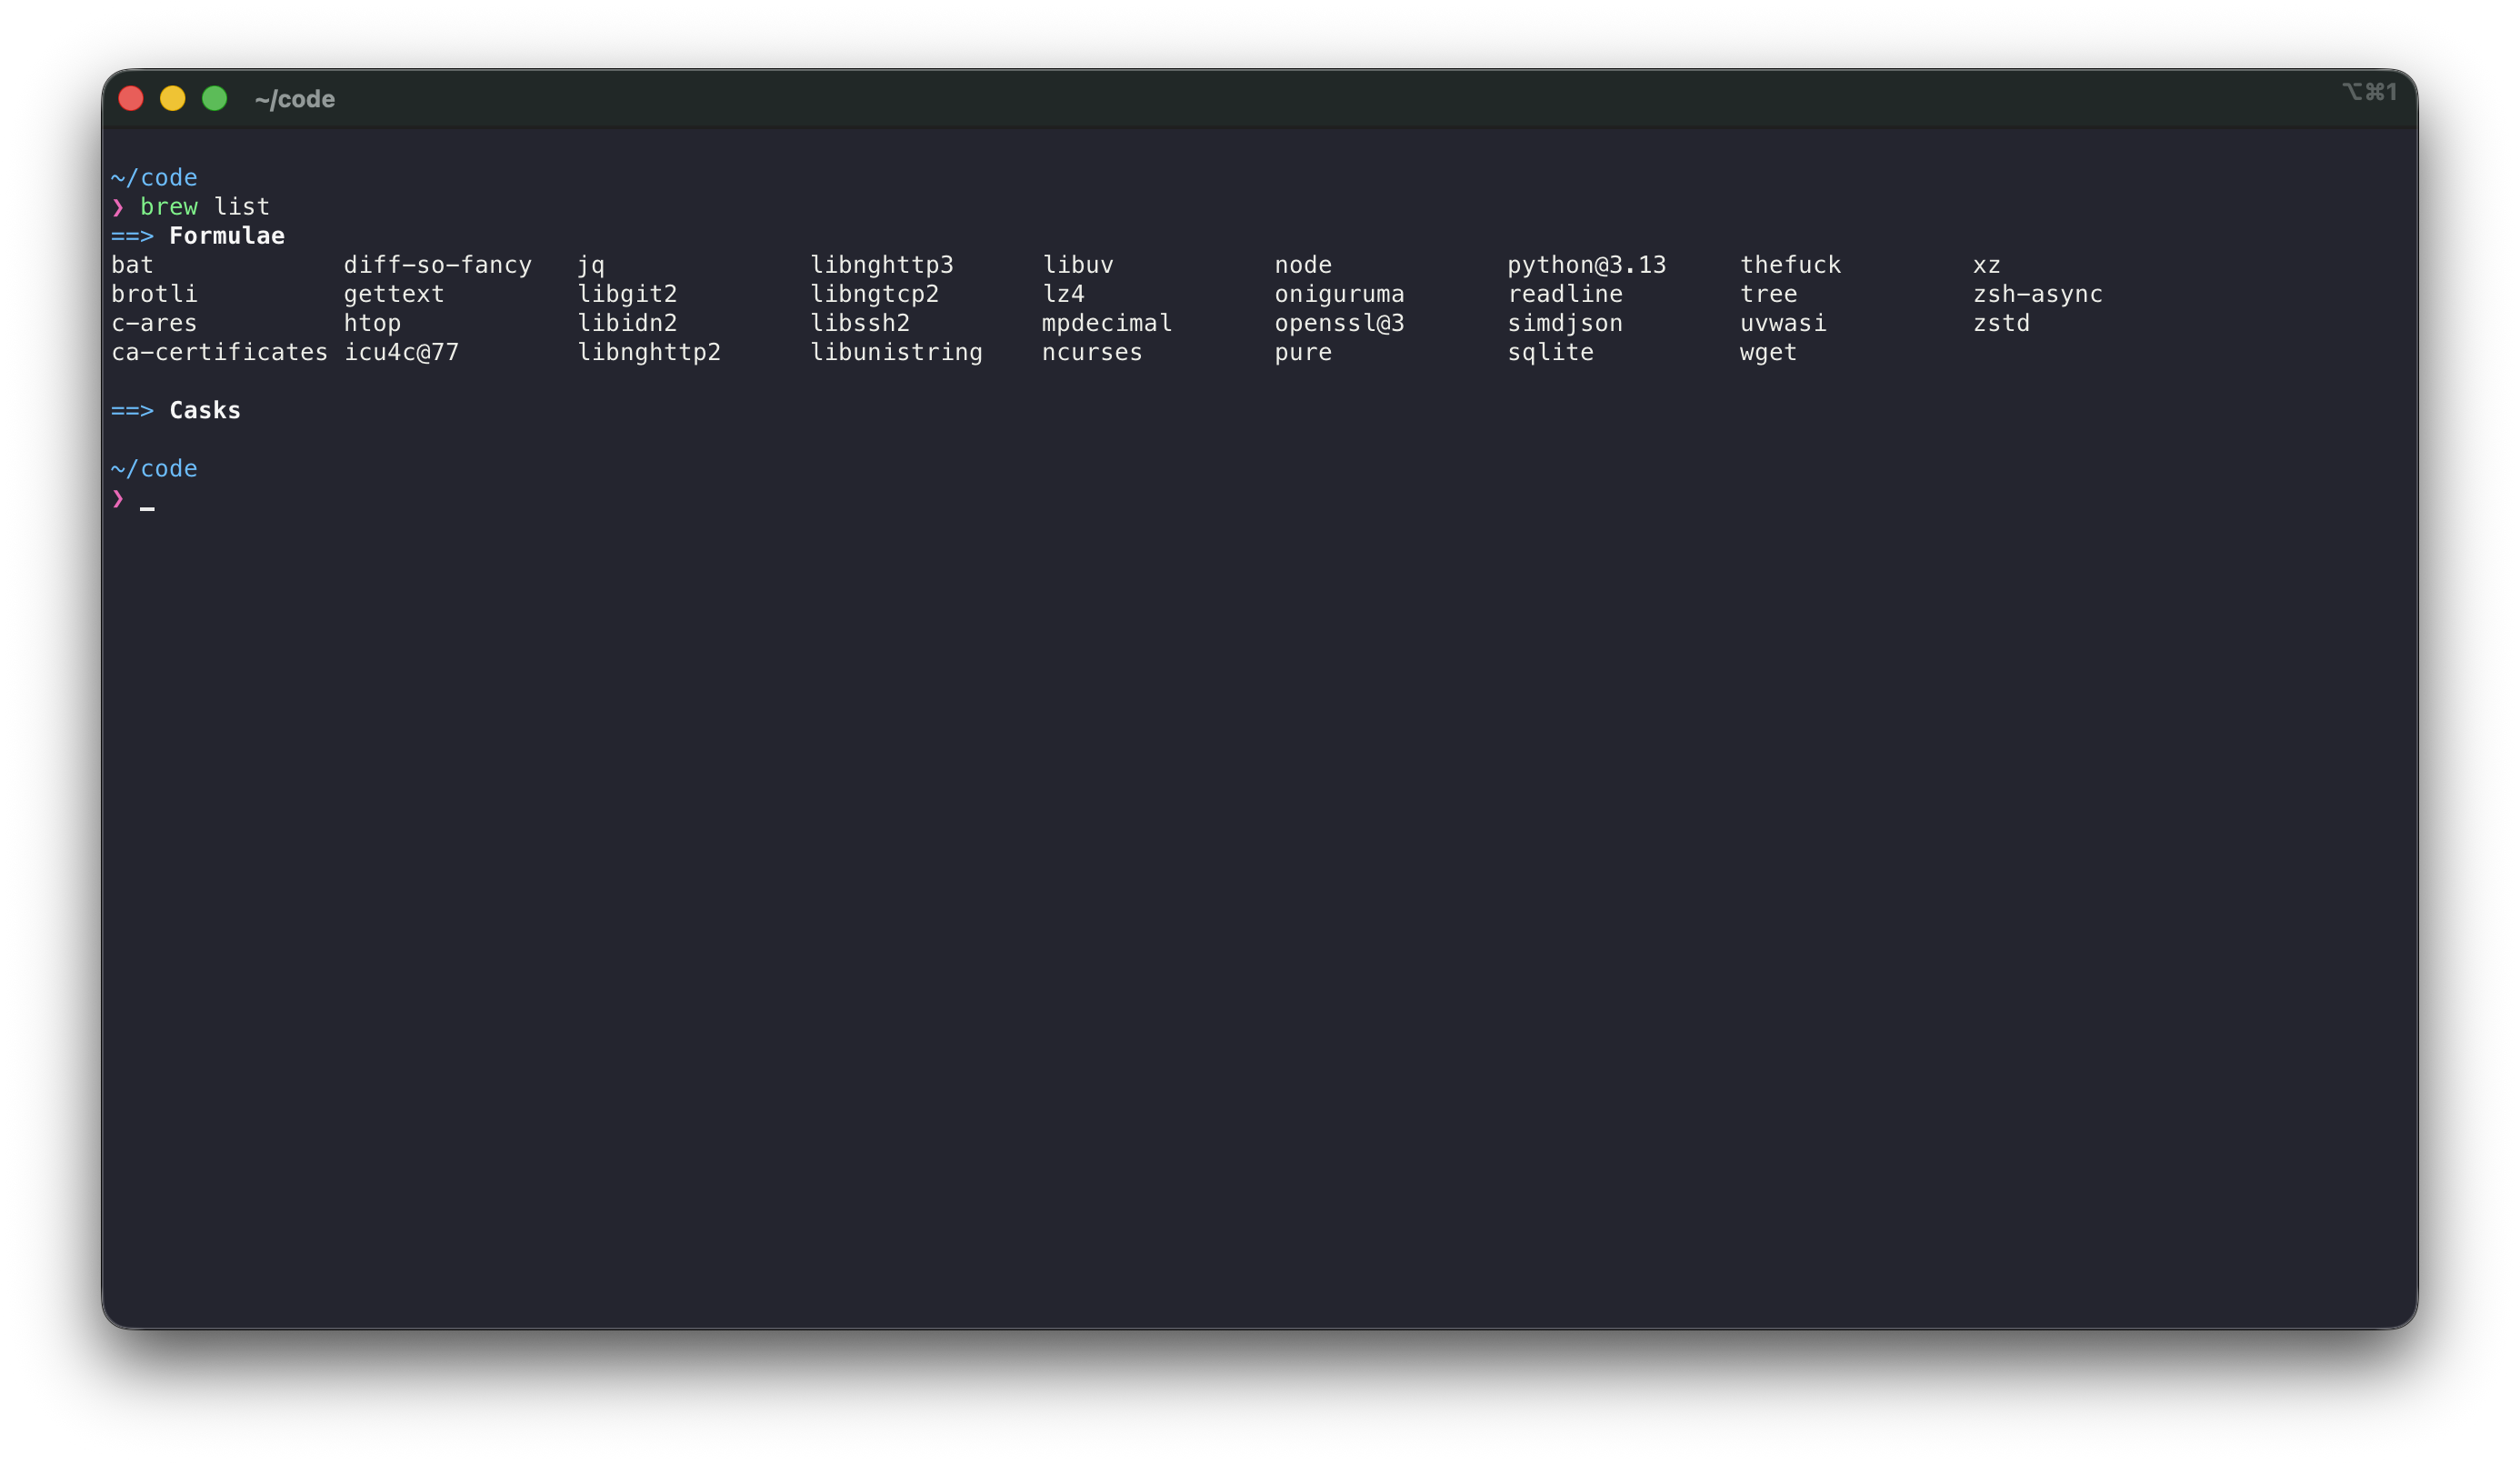 ~/code ⌥⌘1
~/code
❯ brew list
==> Formulae
bat diff-so-fancy jq libnghttp3 libuv node python@3.13 thefuck xz
brotli gettext libgit2 libngtcp2 lz4 oniguruma readline tree zsh-async
c-ares htop libidn2 libssh2 mpdecimal openssl@3 simdjson uvwasi zstd
ca-certificates icu4c@77 libnghttp2 libunistring ncurses pure sqlite wget
==> Casks
~/code
❯ _